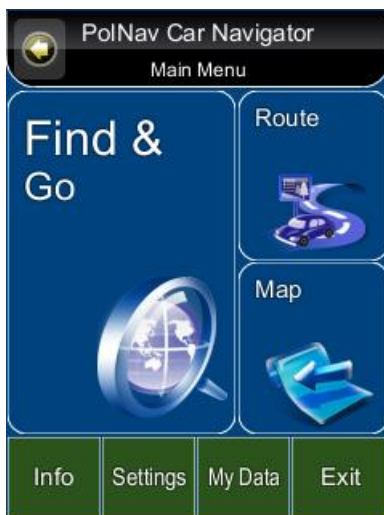 PolNav Car Navigator
Main Menu
Find &
Go
Route
Map
Info
Settings
My Data
Exit